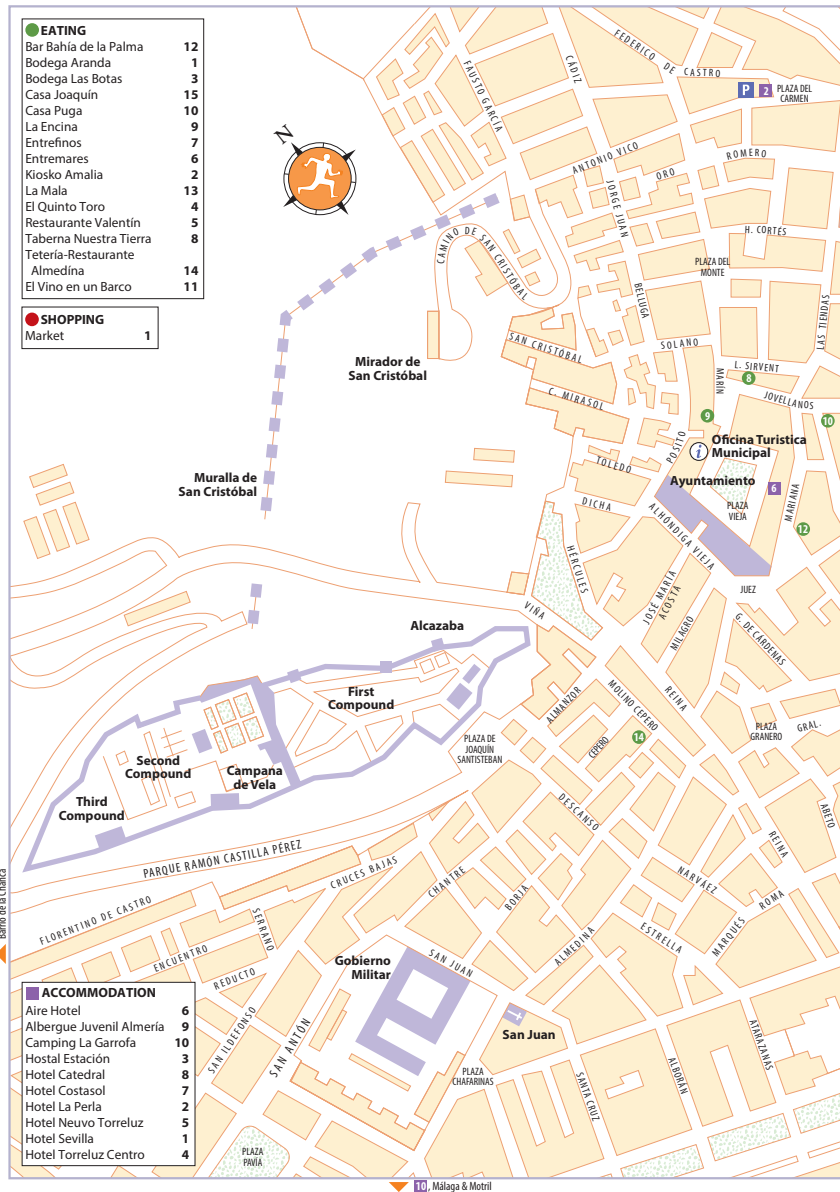 EATING
Bar Bahía de la Palma 12
Bodega Aranda 1
Bodega Las Botas 3
Casa Joaquín 15
Casa Puga 10
La Encina 9
Entrefinos 7
Entremares 6
Kiosko Amalia 2
La Mala 13
El Quinto Toro 4
Restaurante Valentín 5
Taberna Nuestra Tierra 8
Tetería-Restaurante
Almedína 14
El Vino en un Barco 11
SHOPPING
Market 1
N
FEDERICO DE CASTRO
CÁDIZ
FAUSTO GARCÍA
P
2
PLAZA DEL
CARMEN
ANTONIO VICO
ROMERO
ORO
JORGE JUAN
H. CORTÉS
CAMINO DE SAN CRISTÓBAL
PLAZA DEL
MONTE
BELLUGA
LAS TIENDAS
SAN CRISTÓBAL
SOLANO
Mirador de
San Cristóbal
L. SIRVENT
MARÍN
8
C. MIRASOL
JOVELLANOS
9
10
POSITO
i
Oficina Turistica
Municipal
TOLEDO
Muralla de
San Cristóbal
Ayuntamiento
6
DICHA
PLAZA
VIEJA
MARIANA
12
ALHÓNDIGA VIEJA
HÉRCULES
JUEZ
JOSÉ MARÍA
ACOSTA
VIÑA
MILAGRO
G. DE CÁRDENAS
Alcazaba
First
Compound
ALMANZOR
MOLINO CEPERO
REINA
PLAZA
GRANERO
GRAL.
PLAZA DE
JOAQUÍN
SANTISTEBAN
CEPERO
14
Second
Compound
Campana
de Vela
Third
Compound
DESCANSO
ABETO
REINA
PARQUE RAMÓN CASTILLA PÉREZ
CRUCES BAJAS
CHANTRE
NARVAEZ
BORJA
ROMA
MARQUÉS
Barrio de la Chanca
FLORENTINO DE CASTRO
SERRANO
ENCUENTRO
ESTRELLA
ALMEDINA
REDUCTO
Gobierno
Militar
SAN JUAN
San Juan
SAN ILDEFONSO
SAN ANTÓN
PLAZA
CHAFARINAS
SANTA CRUZ
ALBORÁN
ATARAZANAS
ACCOMMODATION
Aire Hotel 6
Albergue Juvenil Almería 9
Camping La Garrofa 10
Hostal Estación 3
Hotel Catedral 8
Hotel Costasol 7
Hotel La Perla 2
Hotel Neuvo Torreluz 5
Hotel Sevilla 1
Hotel Torreluz Centro 4
PLAZA
PAVÍA
10, Málaga & Motril